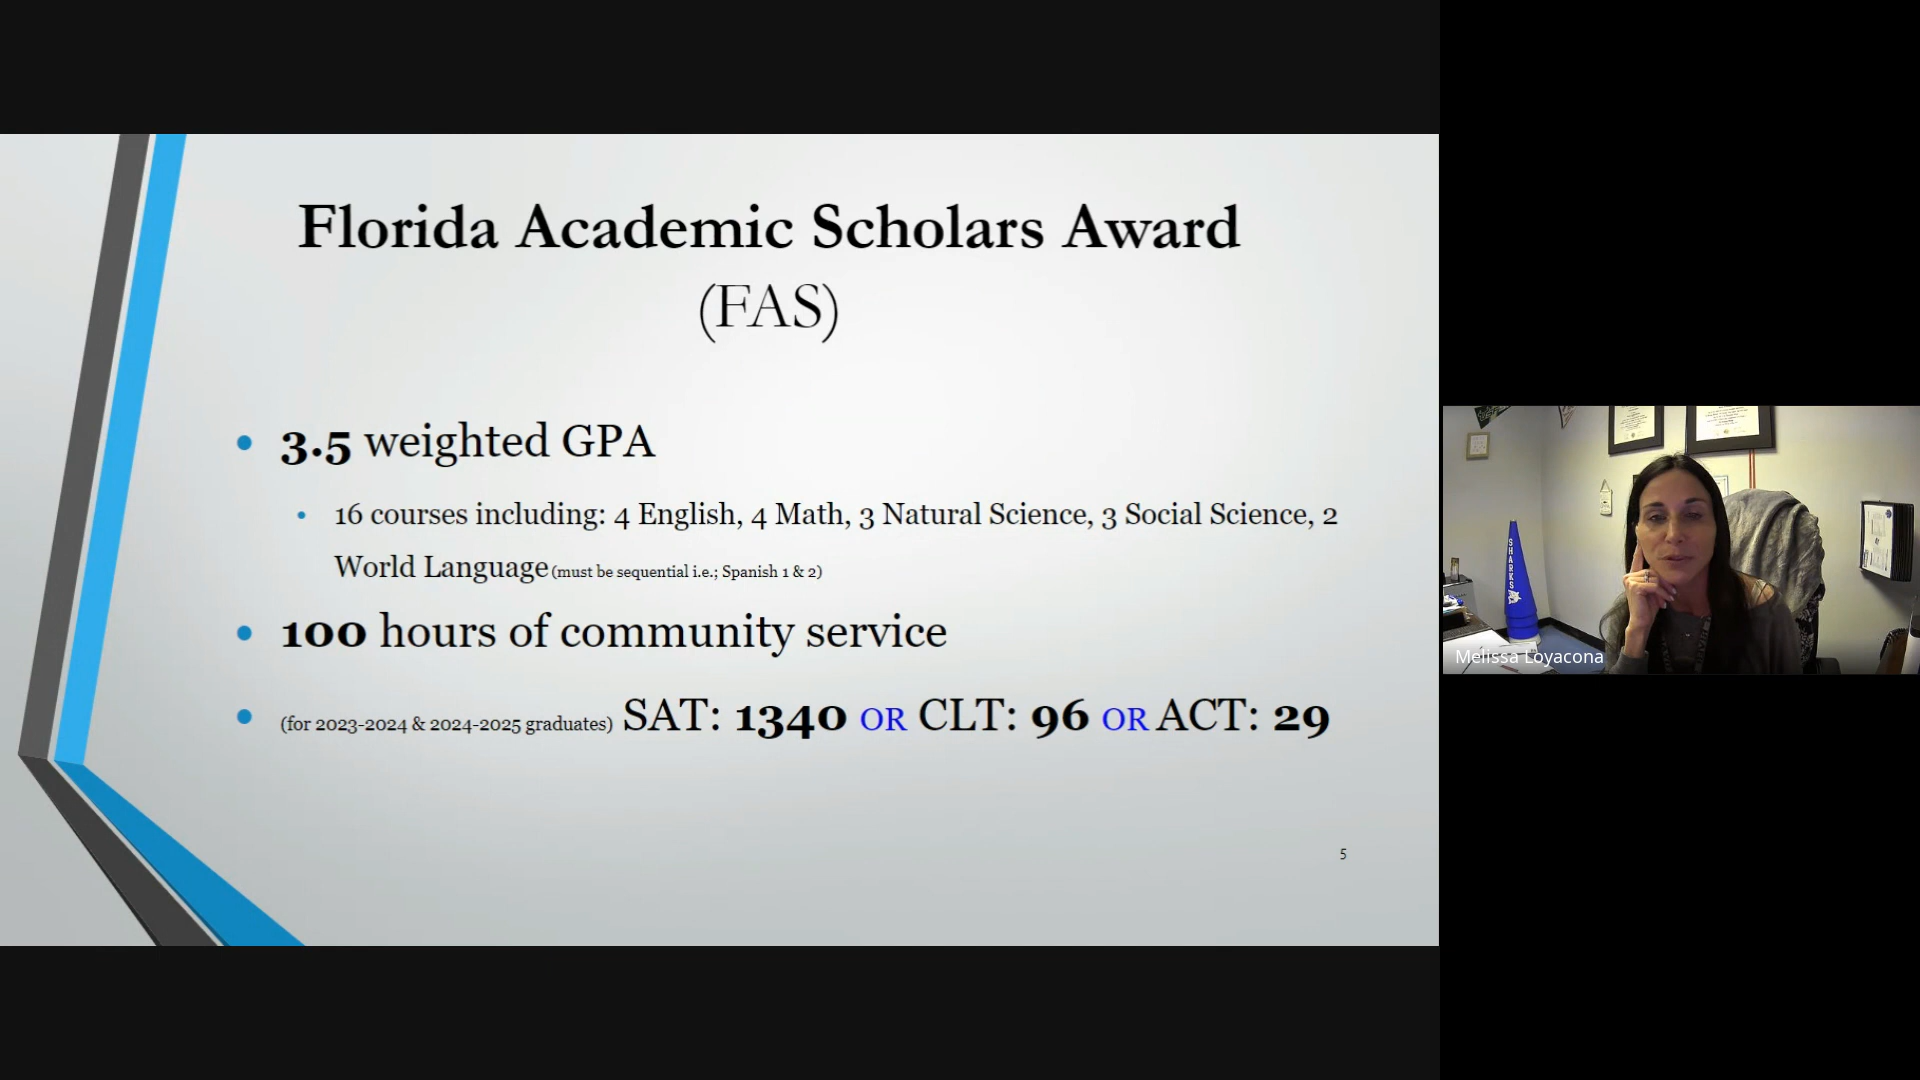 Florida Academic Scholars Award
(FAS)
• 3.5 weighted GPA
• 16 courses including: 4 English, 4 Math, 3 Natural Science, 3 Social Science, 2
World Language (must be sequential i.e.; Spanish 1 & 2)
• 100 hours of community service
• (for 2023-2024 & 2024-2025 graduates) SAT: 1340 OR CLT: 96 OR ACT: 29
5
SHARKS
Melissa Loyacona